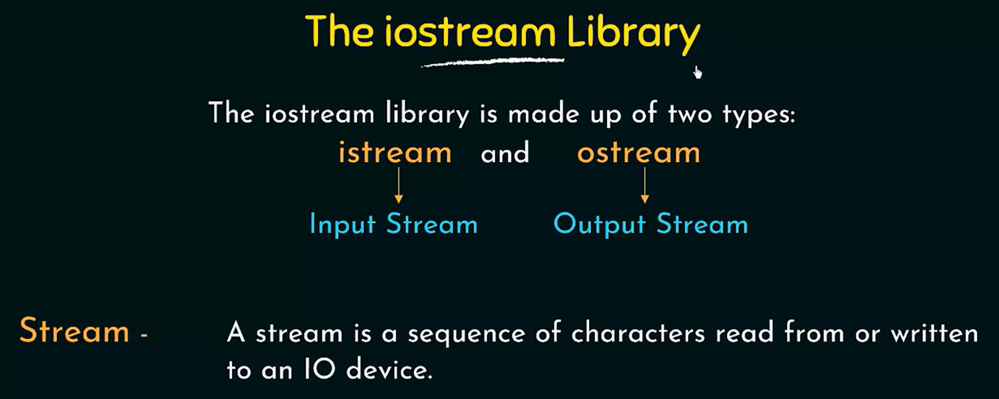 The iostream Library
The iostream library is made up of two types:
istream and ostream
Input Stream Output Stream
Stream - A stream is a sequence of characters read from or written
to an IO device.